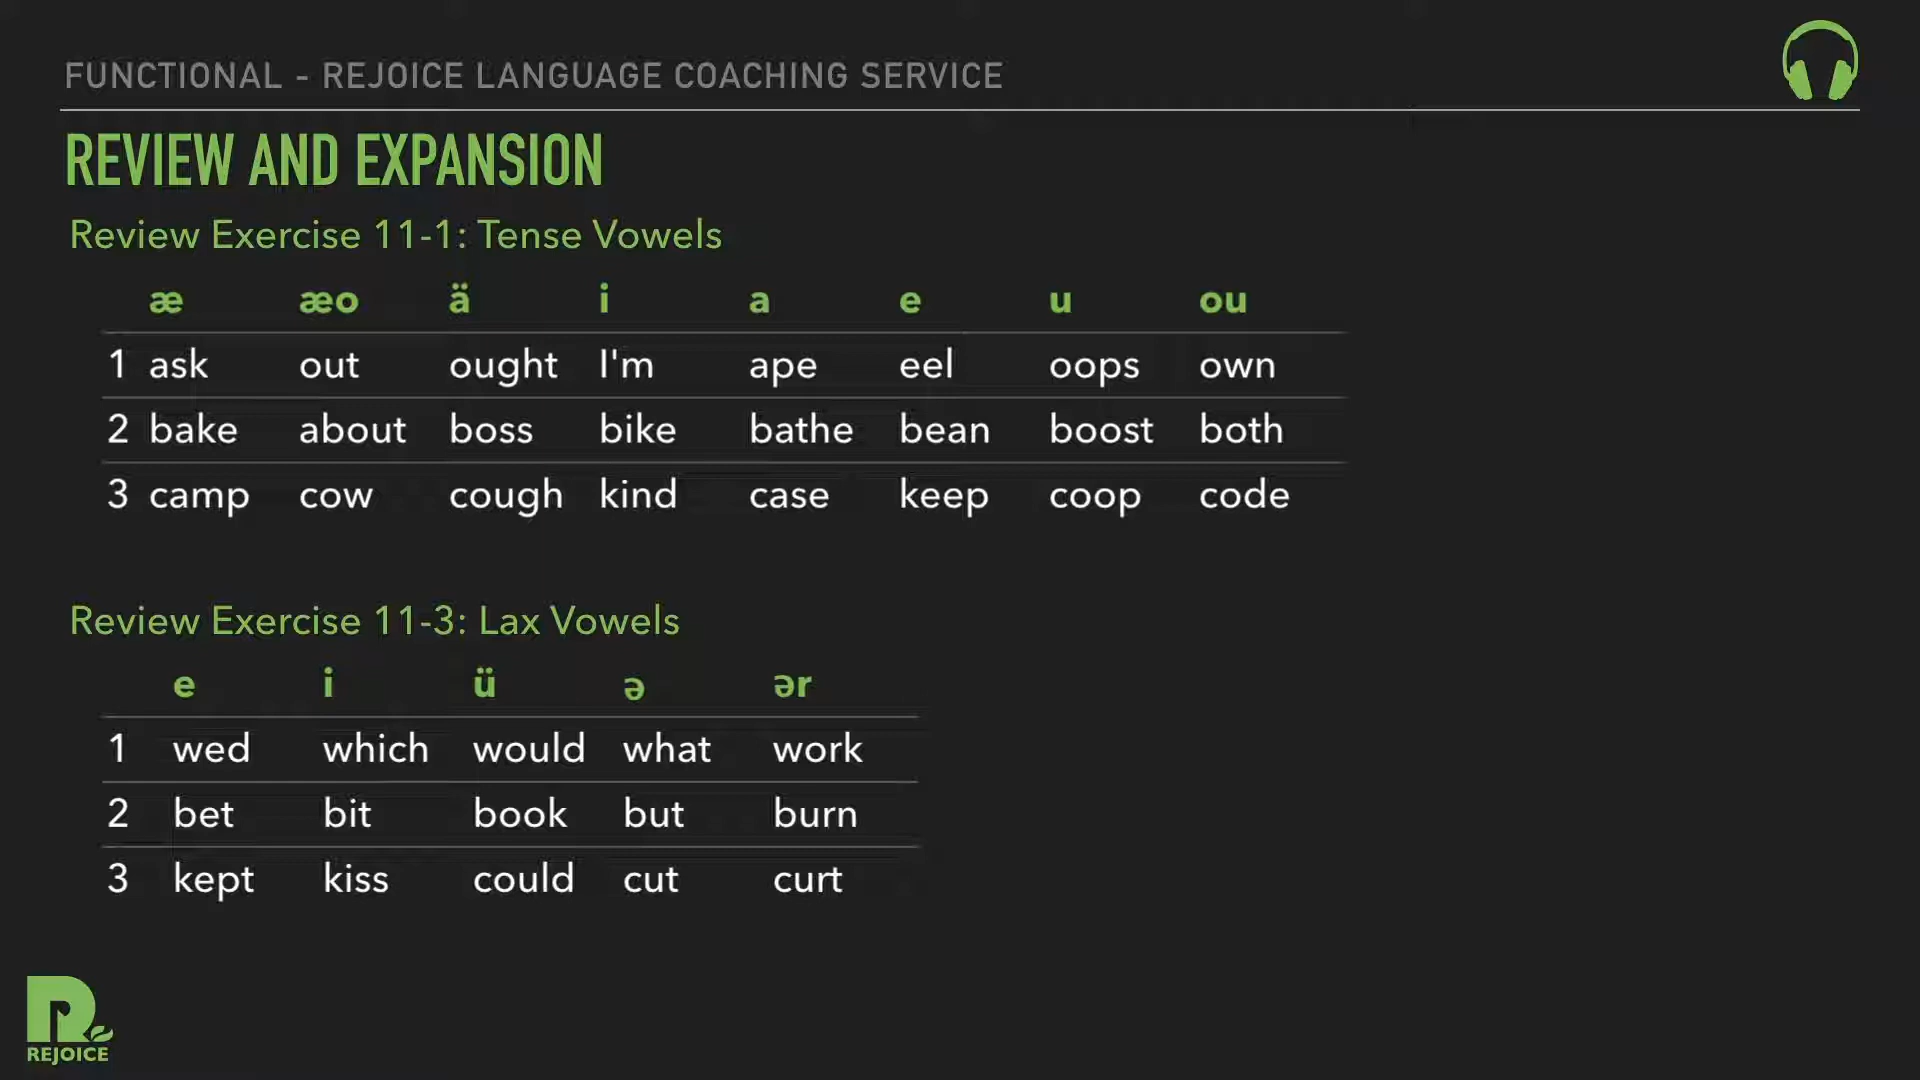 FUNCTIONAL - REJOICE LANGUAGE COACHING SERVICE
REVIEW AND EXPANSION
Review Exercise 11-1: Tense Vowels
æ æo ä i a e u ou
1 ask out ought I'm ape eel oops own
2 bake about boss bike bathe bean boost both
3 camp cow cough kind case keep coop code
Review Exercise 11-3: Lax Vowels
e i ü ə ər
1 wed which would what work
2 bet bit book but burn
3 kept kiss could cut curt
REJOICE